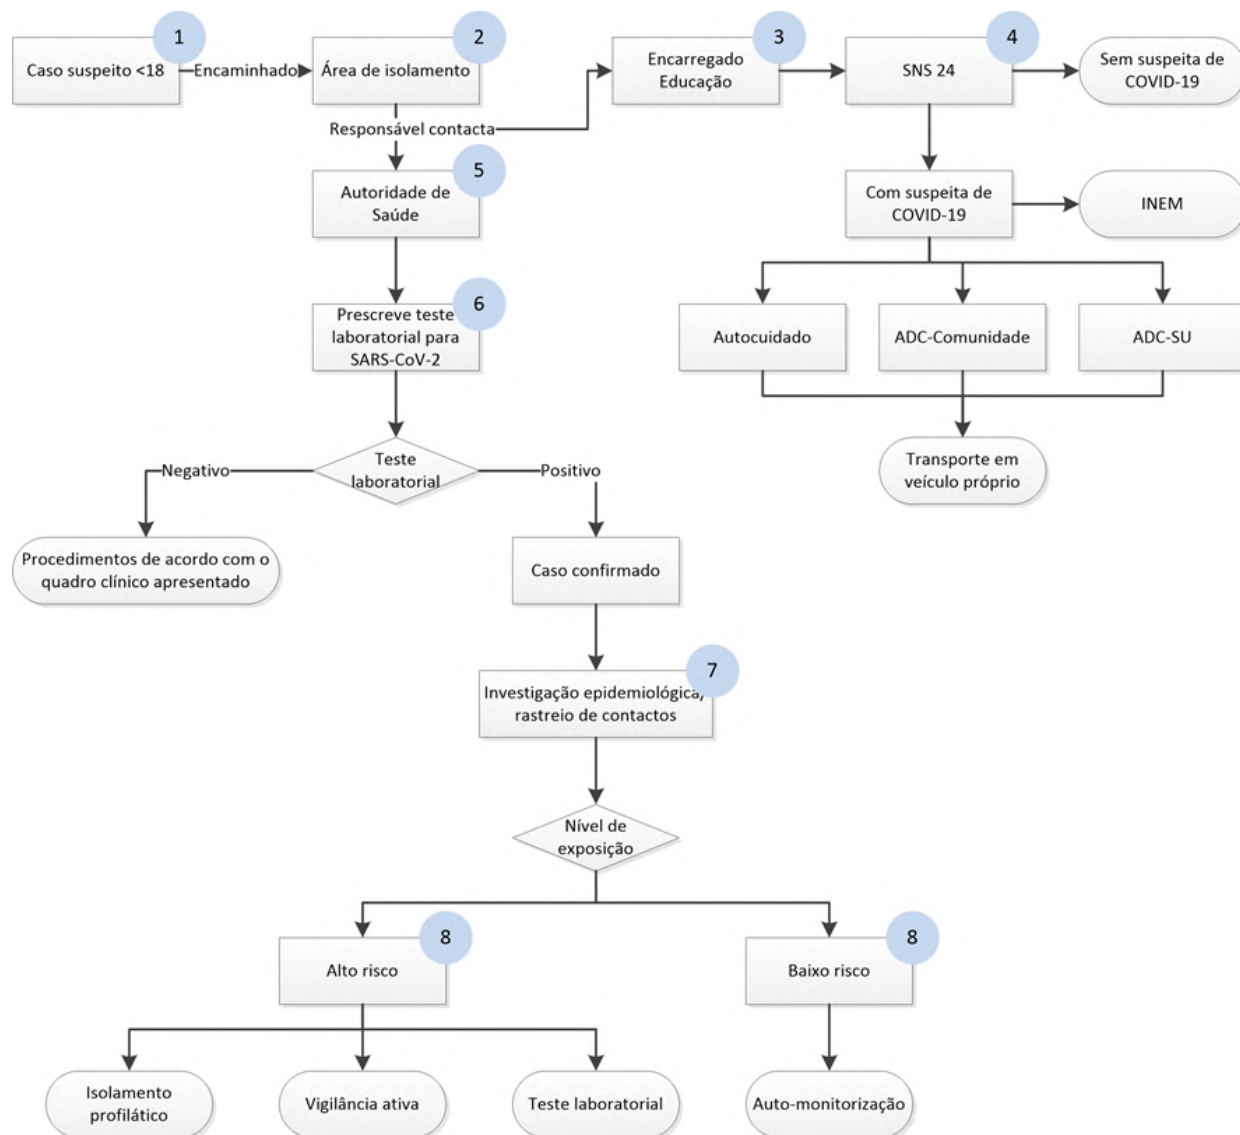 1
2
3
4
Caso suspeito <18
Encaminhado
Área de isolamento
Encarregado
Educação
SNS 24
Sem suspeita de
COVID-19
Responsável contacta
5
Autoridade de
Saúde
Com suspeita de
COVID-19
INEM
6
Prescreve teste
laboratorial para
SARS-CoV-2
Autocuidado
ADC-Comunidade
ADC-SU
Negativo
Teste
laboratorial
Positivo
Transporte em
veículo próprio
Procedimentos de acordo com o
quadro clínico apresentado
Caso confirmado
7
Investigação epidemiológica/
rastreio de contactos
Nível de
exposição
8
8
Alto risco
Baixo risco
Isolamento
profilático
Vigilância ativa
Teste laboratorial
Auto-monitorização